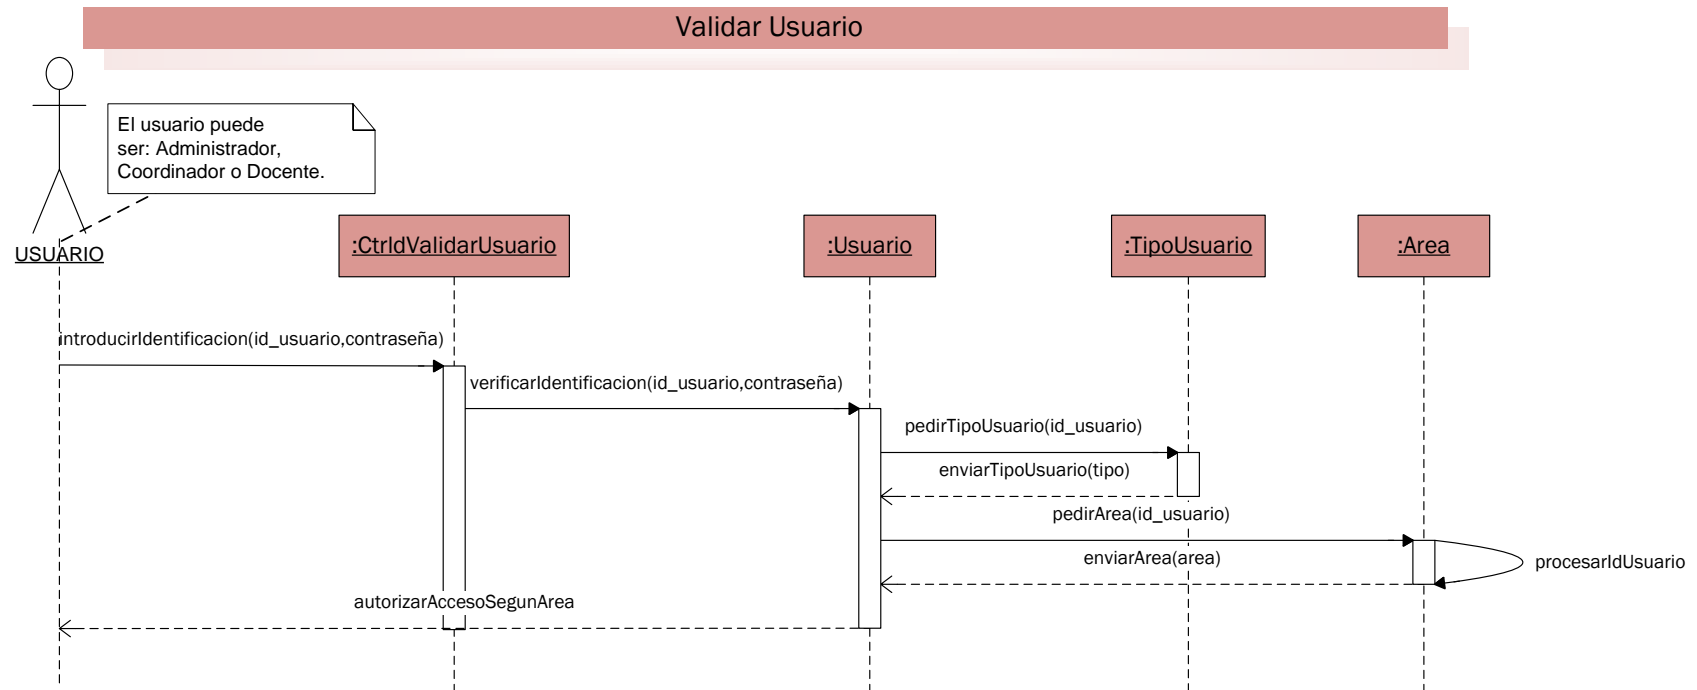 Validar Usuario
El usuario puede
ser: Administrador,
Coordinador o Docente.
USUARIO
:CtrIdValidarUsuario
:Usuario
:TipoUsuario
:Area
introducirIdentificacion(id_usuario,contraseña)
verificarIdentificacion(id_usuario,contraseña)
pedirTipoUsuario(id_usuario)
enviarTipoUsuario(tipo)
pedirArea(id_usuario)
enviarArea(area)
procesarIdUsuario
autorizarAccesoSegunArea